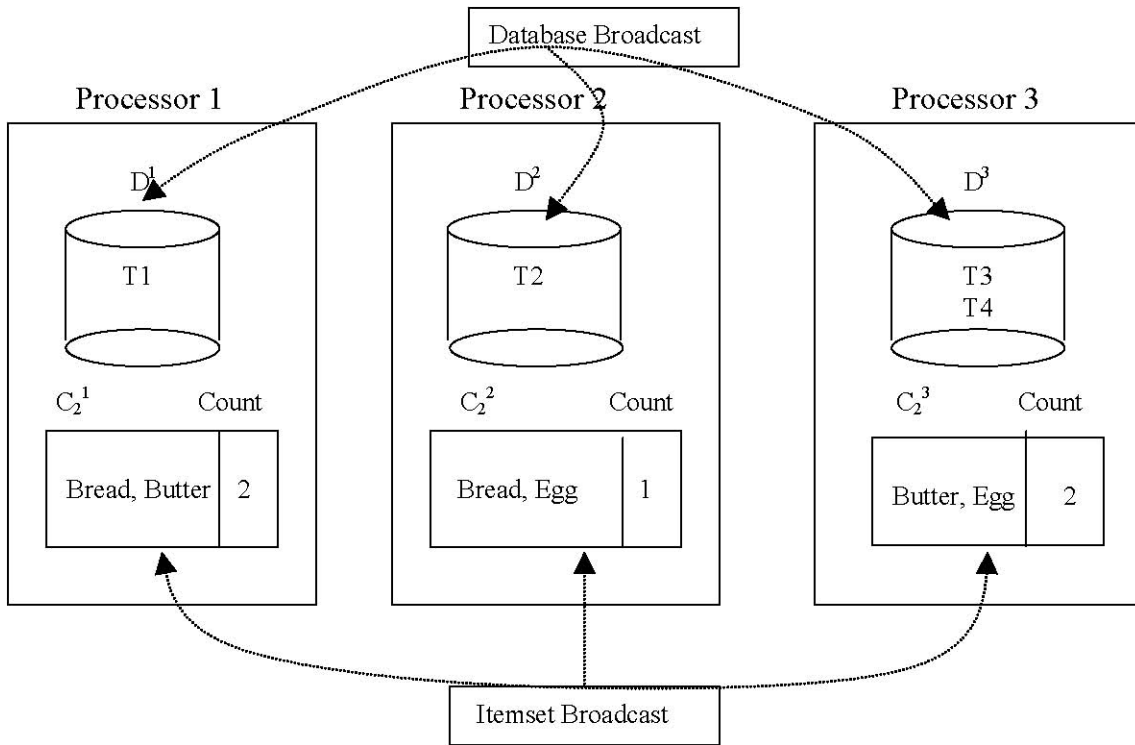 Database Broadcast
Processor 1
Processor 2
Processor 3
D¹
D²
D³
T1
T2
T3
T4
C₂¹ Count
C₂² Count
C₂³ Count
Bread, Butter 2
Bread, Egg 1
Butter, Egg 2
Itemset Broadcast